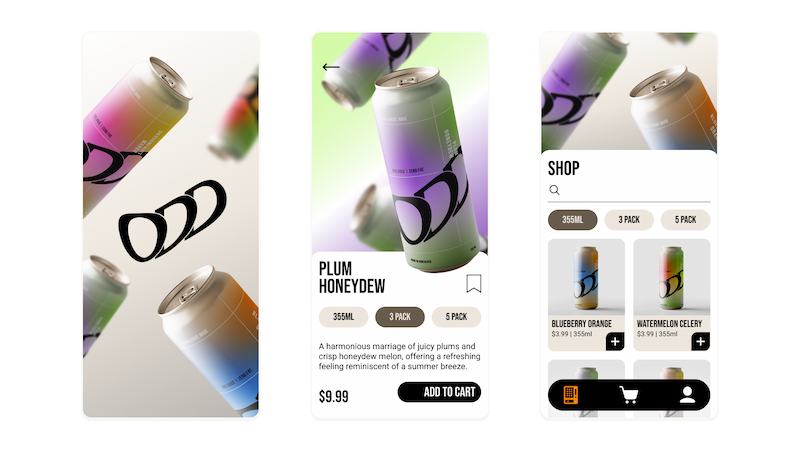 ODD
PLUM
HONEYDEW
355ML
3 PACK
5 PACK
A harmonious marriage of juicy plums and
crisp honeydew melon, offering a refreshing
feeling reminiscent of a summer breeze.
$9.99
ADD TO CART
SHOP
355ML
3 PACK
5 PACK
BLUEBERRY ORANGE
$3.99 | 355ml
WATERMELON CELERY
$3.99 | 355ml